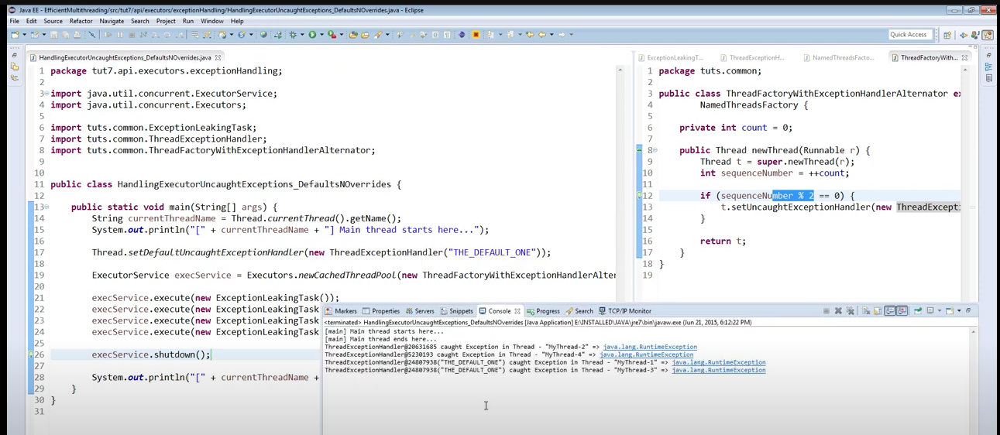 Java EE - EfficientMultithreading/src/tut7/api/executors/exceptionHandling/HandlingExecutorUncaughtExceptions_DefaultsNOverrides.java - Eclipse
File Edit Source Refactor Navigate Search Project Run Window Help
Quick Access
HandlingExecutorUncaughtExceptions_DefaultsNOverrides.java
1 package tut7.api.executors.exceptionHandling;
2
3 import java.util.concurrent.ExecutorService;
4 import java.util.concurrent.Executors;
5
6 import tuts.common.ExceptionLeakingTask;
7 import tuts.common.ThreadExceptionHandler;
8 import tuts.common.ThreadFactoryWithExceptionHandlerAlternator;
9
10
11 public class HandlingExecutorUncaughtExceptions_DefaultsNOverrides {
12
13 public static void main(String[] args) {
14 String currentThreadName = Thread.currentThread().getName();
15 System.out.println("[" + currentThreadName + "] Main thread starts here...");
16
17 Thread.setDefaultUncaughtExceptionHandler(new ThreadExceptionHandler("THE_DEFAULT_ONE"));
18
19 ExecutorService execService = Executors.newCachedThreadPool(new ThreadFactoryWithExceptionHandlerAlter
20
21 execService.execute(new ExceptionLeakingTask());
22 execService.execute(new ExceptionLeakingTask
23 execService.execute(new ExceptionLeakingTask
24 execService.execute(new ExceptionLeakingTask
25
26 execService.shutdown();
27
28 System.out.println("[" + currentThreadName +
29 }
30 }
31
ExceptionLeakingT... ThreadExceptionH... NamedThreadsFacto... ThreadFactoryWith...
1 package tuts.common;
2
3 public class ThreadFactoryWithExceptionHandlerAlternator ex
4 NamedThreadsFactory {
5
6 private int count = 0;
7
8 public Thread newThread(Runnable r) {
9 Thread t = super.newThread(r);
10 int sequenceNumber = ++count;
11
12 if (sequenceNumber % 2 == 0) {
13 t.setUncaughtExceptionHandler(new ThreadExcepti
14 }
15
16 return t;
17 }
18 }
19
Markers Properties Servers Snippets Console Progress Search TCP/IP Monitor
<terminated> HandlingExecutorUncaughtExceptions_DefaultsNOverrides [Java Application] E:\INSTALLED\JAVA\jre7\bin\javaw.exe (Jun 21, 2015, 6:12:22 PM)
[main] Main thread starts here...
[main] Main thread ends here...
ThreadExceptionHandler@20631685 caught Exception in Thread - "MyThread-2" => java.lang.RuntimeException
ThreadExceptionHandler@5230193 caught Exception in Thread - "MyThread-4" => java.lang.RuntimeException
ThreadExceptionHandler@24807938("THE_DEFAULT_ONE") caught Exception in Thread - "MyThread-1" => java.lang.RuntimeException
ThreadExceptionHandler@24807938("THE_DEFAULT_ONE") caught Exception in Thread - "MyThread-3" => java.lang.RuntimeException